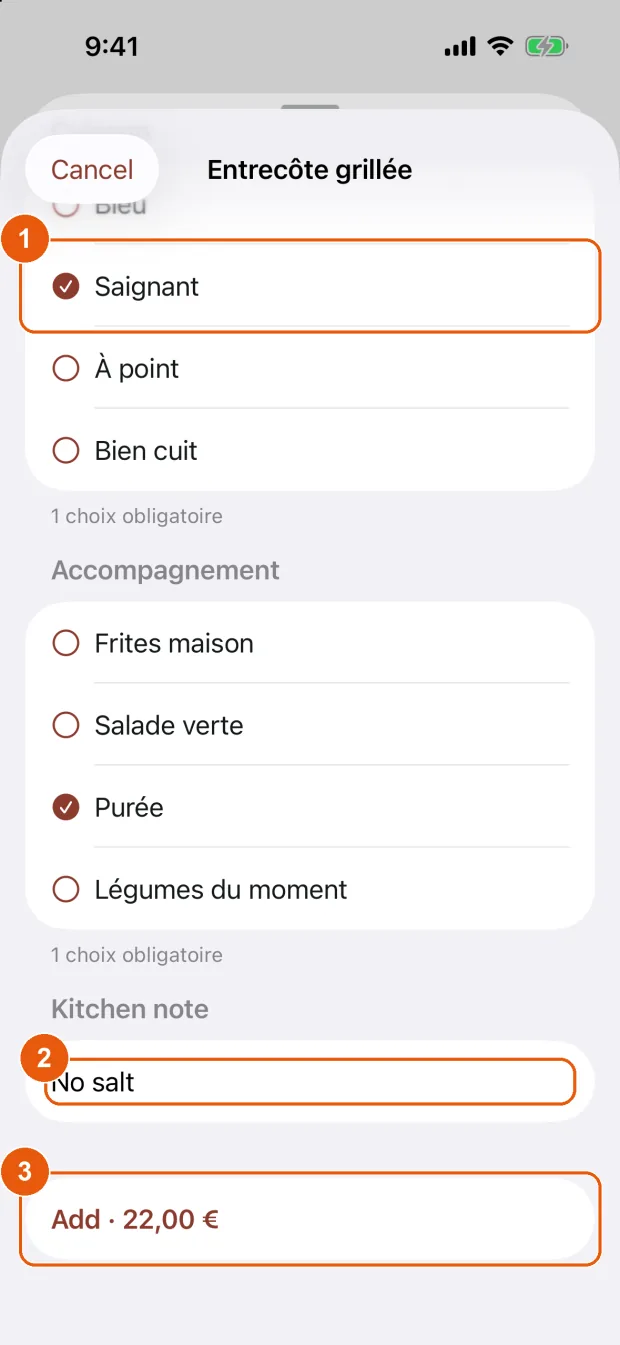 9:41
Cancel
Entrecôte grillée
Bleu
1
Saignant
À point
Bien cuit
1 choix obligatoire
Accompagnement
Frites maison
Salade verte
Purée
Légumes du moment
1 choix obligatoire
Kitchen note
2
No salt
3
Add · 22,00 €